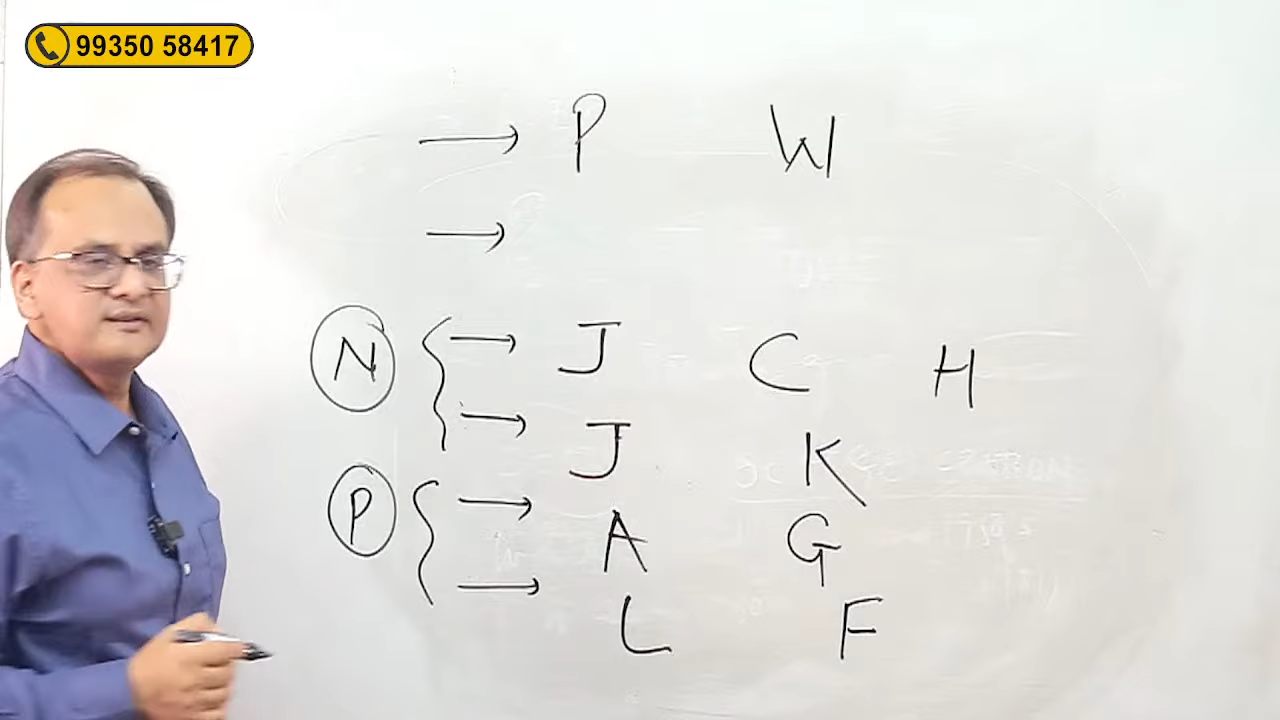 99350 58417
→ P W
→
N { → J C H
→ J K
P { → A G
→ L F